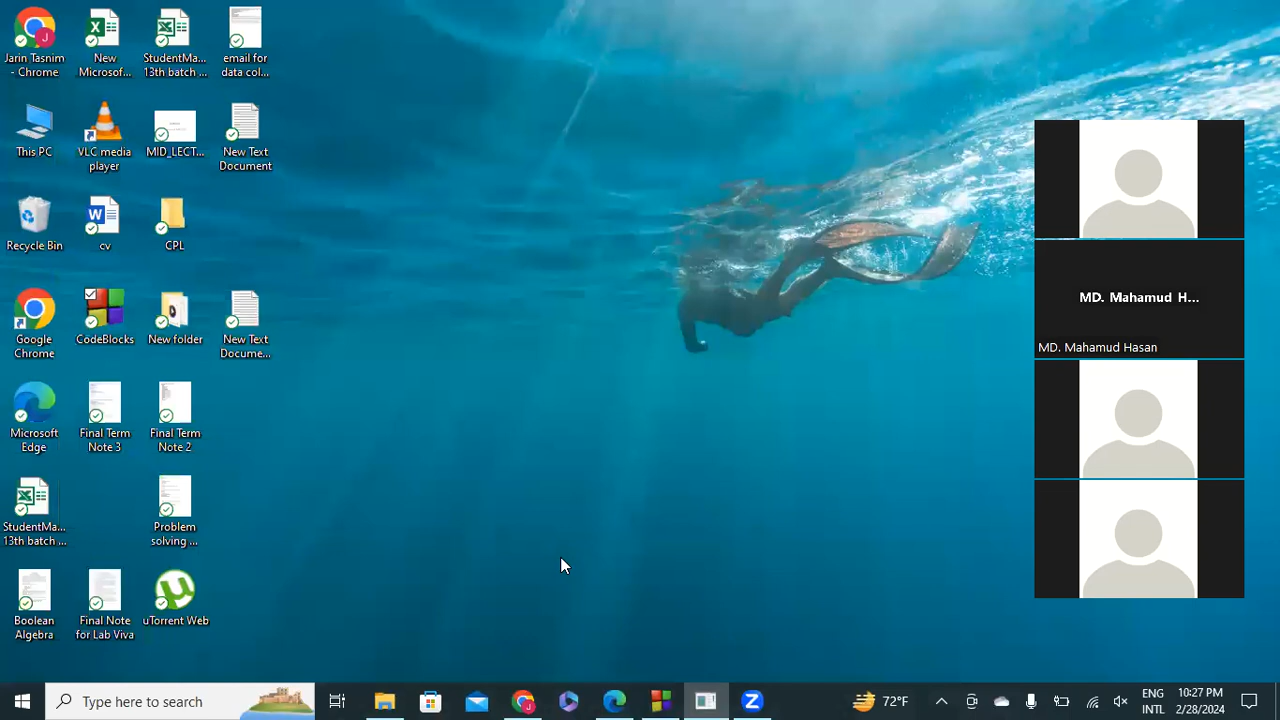 Jarin Tasnim
- Chrome
New
Microsof...
StudentMa...
13th batch ...
email for
data col...
This PC
VLC media
player
MID_LECT...
New Text
Document
Recycle Bin
cv
CPL
Google
Chrome
CodeBlocks
New folder
New Text
Docume...
Microsoft
Edge
Final Term
Note 3
Final Term
Note 2
StudentMa...
13th batch ...
Problem
solving ...
Boolean
Algebra
Final Note
for Lab Viva
uTorrent Web
MD. Mahamud H...
MD. Mahamud Hasan
Type here to search
72°F
ENG
INTL
10:27 PM
2/28/2024